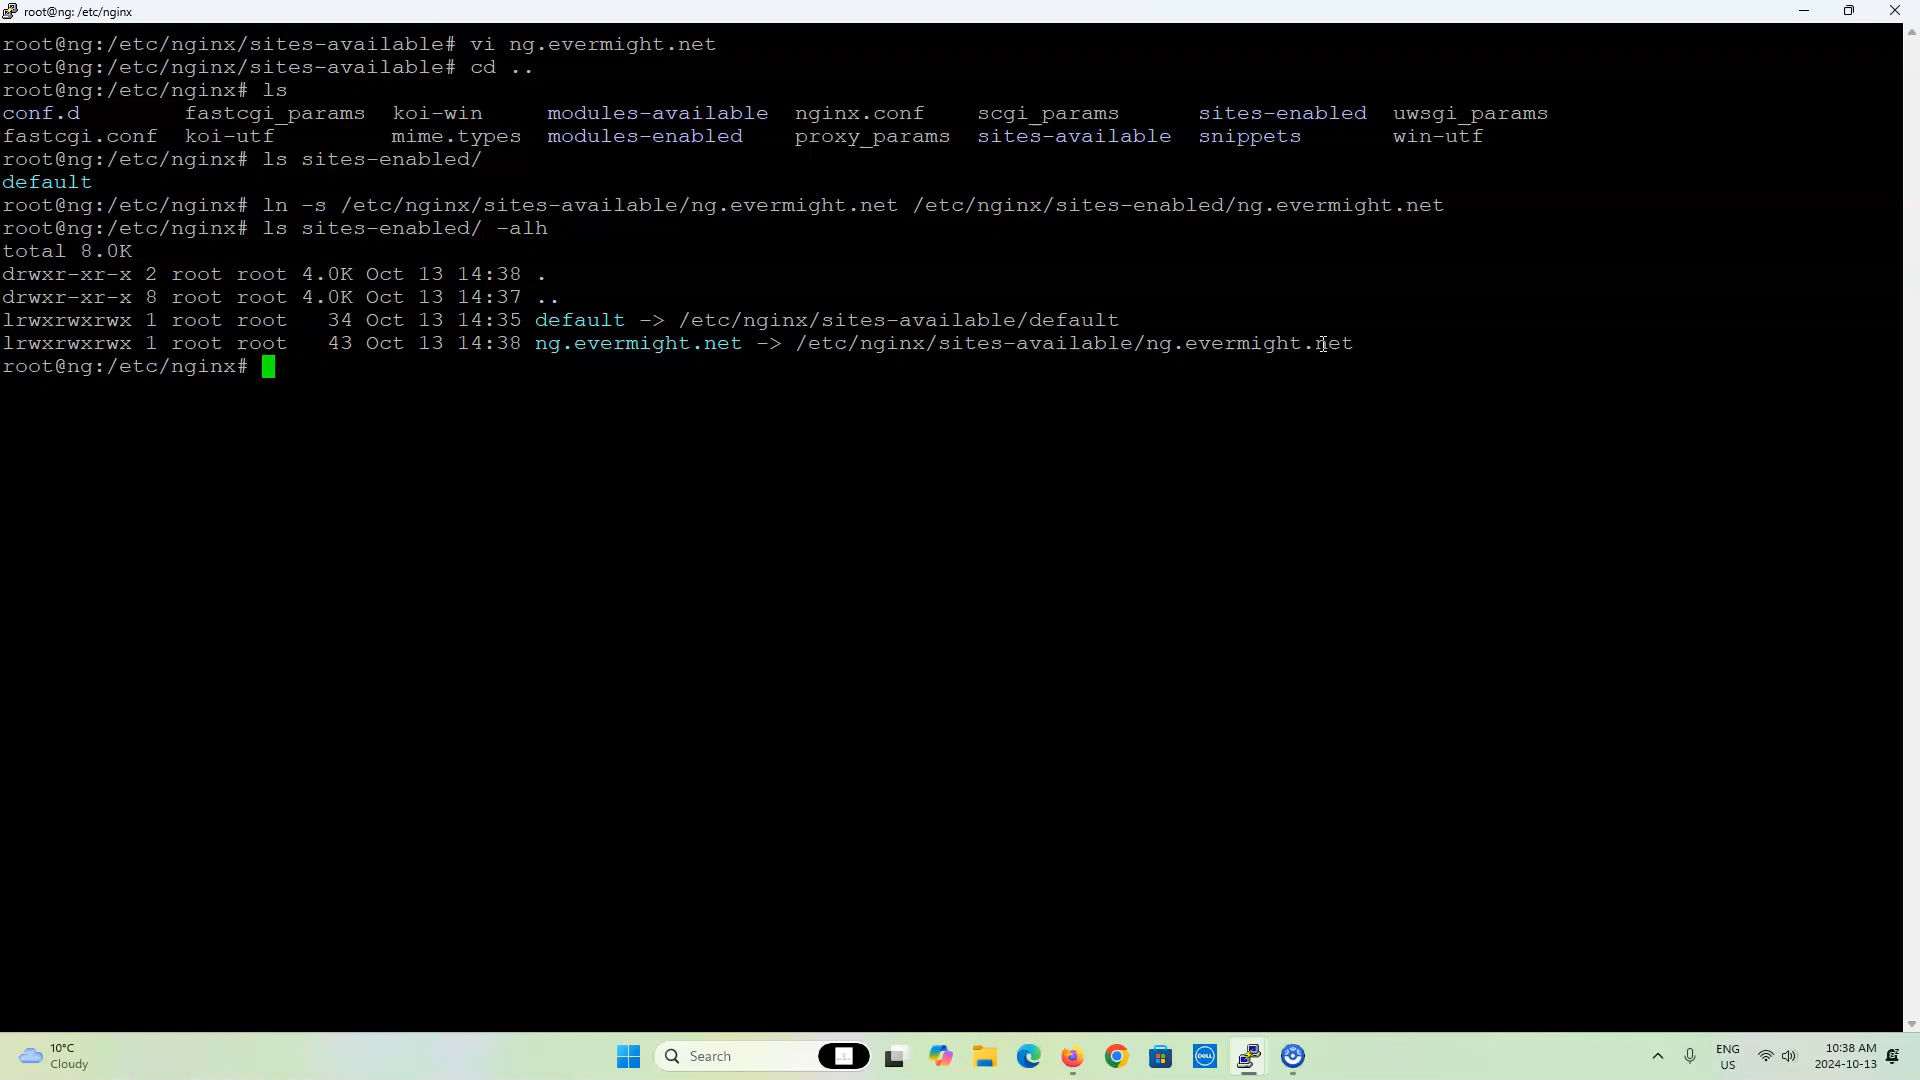 root@ng: /etc/nginx
root@ng:/etc/nginx/sites-available# vi ng.evermight.net
root@ng:/etc/nginx/sites-available# cd ..
root@ng:/etc/nginx# ls
conf.d fastcgi_params koi-win modules-available nginx.conf scgi_params sites-enabled uwsgi_params
fastcgi.conf koi-utf mime.types modules-enabled proxy_params sites-available snippets win-utf
root@ng:/etc/nginx# ls sites-enabled/
default
root@ng:/etc/nginx# ln -s /etc/nginx/sites-available/ng.evermight.net /etc/nginx/sites-enabled/ng.evermight.net
root@ng:/etc/nginx# ls sites-enabled/ -alh
total 8.0K
drwxr-xr-x 2 root root 4.0K Oct 13 14:38 .
drwxr-xr-x 8 root root 4.0K Oct 13 14:37 ..
lrwxrwxrwx 1 root root 34 Oct 13 14:35 default -> /etc/nginx/sites-available/default
lrwxrwxrwx 1 root root 43 Oct 13 14:38 ng.evermight.net -> /etc/nginx/sites-available/ng.evermight.net
root@ng:/etc/nginx#
10°C
Cloudy
Search
DELL
ENG
US
10:38 AM
2024-10-13